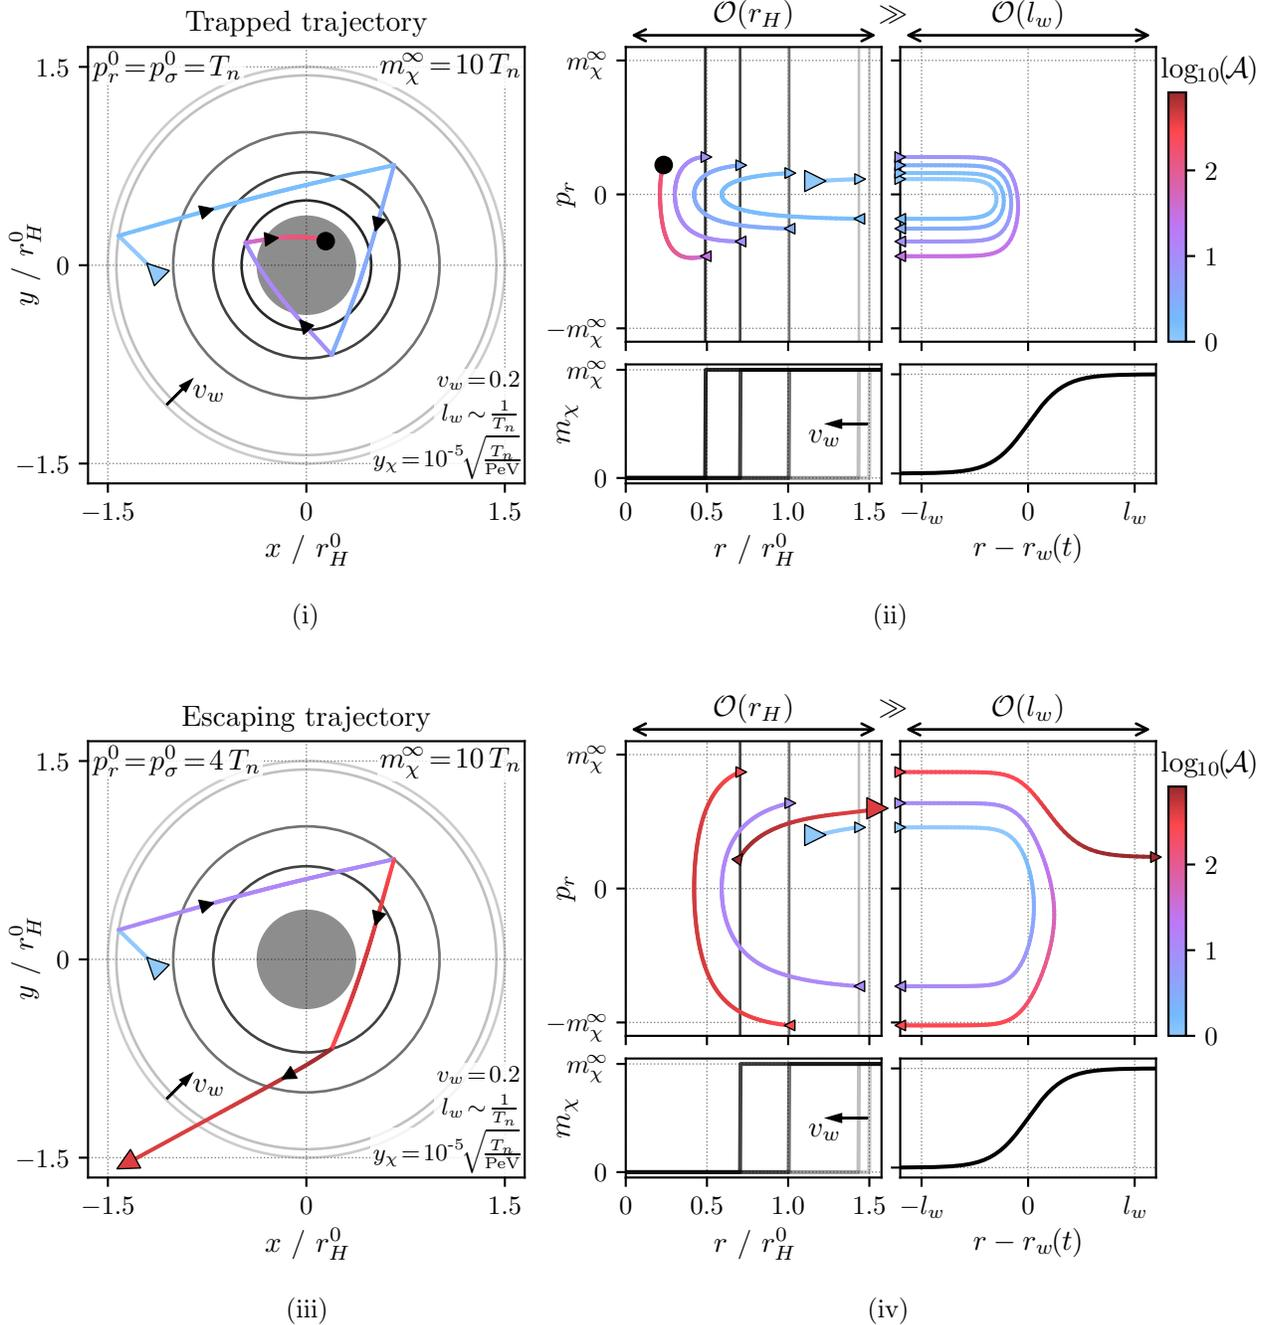 Trapped trajectory
p_r^0 = p_σ^0 = T_n
m_χ^∞ = 10 T_n
1.5
0
−1.5
y / r_H^0
v_w
v_w = 0.2
l_w ∼ 1/T_n
y_χ = 10^-5 √(T_n/PeV)
−1.5 0 1.5
x / r_H^0
(i)
𝒪(r_H) ≫ 𝒪(l_w)
m_χ^∞
0
−m_χ^∞
p_r
log₁₀(𝒜)
2
1
0
m_χ^∞
0
m_χ
v_w
0 0.5 1.0 1.5
r / r_H^0
−l_w 0 l_w
r − r_w(t)
(ii)
Escaping trajectory
p_r^0 = p_σ^0 = 4 T_n
m_χ^∞ = 10 T_n
1.5
0
−1.5
y / r_H^0
v_w
v_w = 0.2
l_w ∼ 1/T_n
y_χ = 10^-5 √(T_n/PeV)
−1.5 0 1.5
x / r_H^0
(iii)
𝒪(r_H) ≫ 𝒪(l_w)
m_χ^∞
0
−m_χ^∞
p_r
log₁₀(𝒜)
2
1
0
m_χ^∞
0
m_χ
v_w
0 0.5 1.0 1.5
r / r_H^0
−l_w 0 l_w
r − r_w(t)
(iv)